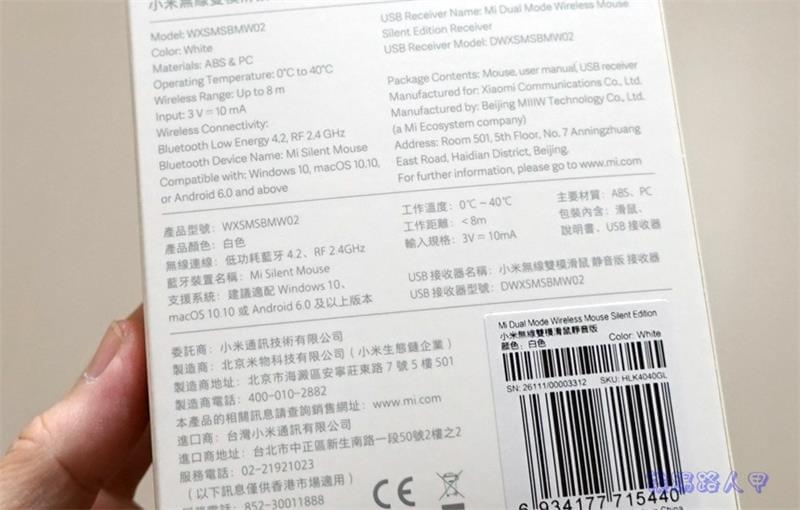 小米無線雙模滑鼠
Model: WXSMSBMW02
Color: White
Materials: ABS & PC
Operating Temperature: 0°C to 40°C
Wireless Range: Up to 8 m
Input: 3 V⎓10 mA
Wireless Connectivity:
Bluetooth Low Energy 4.2, RF 2.4 GHz
Bluetooth Device Name: Mi Silent Mouse
Compatible with: Windows 10, macOS 10.10,
or Android 6.0 and above
USB Receiver Name: Mi Dual Mode Wireless Mouse
Silent Edition Receiver
USB Receiver Model: DWXSMSBMW02
Package Contents: Mouse, user manual, USB receiver
Manufactured for: Xiaomi Communications Co., Ltd.
Manufactured by: Beijing MIIIW Technology Co., Ltd.
(a Mi Ecosystem company)
Address: Room 501, 5th Floor, No. 7 Anningzhuang
East Road, Haidian District, Beijing.
For further information, please go to www.mi.com
產品型號: WXSMSBMW02
產品顏色: 白色
無線連線: 低功耗藍牙 4.2、RF 2.4GHz
藍牙裝置名稱: Mi Silent Mouse
支援系統: 建議適配 Windows 10、
macOS 10.10 或 Android 6.0 及以上版本
工作溫度: 0℃~40℃
工作距離: <8m
輸入規格: 3V⎓10mA
主要材質: ABS、PC
包裝內含: 滑鼠、
說明書、USB 接收器
USB 接收器名稱: 小米無線雙模滑鼠 靜音版 接收器
USB 接收器型號: DWXSMSBMW02
委託商: 小米通訊技術有限公司
製造商: 北京米物科技有限公司（小米生態鏈企業）
製造商地址: 北京市海澱區安寧莊東路 7 號 5 樓 501
製造商電話: 400-010-2882
本產品的相關訊息請查詢銷售網址: www.mi.com
進口商: 台灣小米通訊有限公司
進口商地址: 台北市中正區新生南路一段50號2樓之2
服務電話: 02-21921023
（以下訊息僅供香港市場適用）
服務電話: 852-30011888
CE
Mi Dual Mode Wireless Mouse Silent Edition
小米無線雙模滑鼠靜音版
顏色: 白色
Color: White
SN: 26111/00003312
SKU: HLK4040GL
6 934177 715440
路人甲